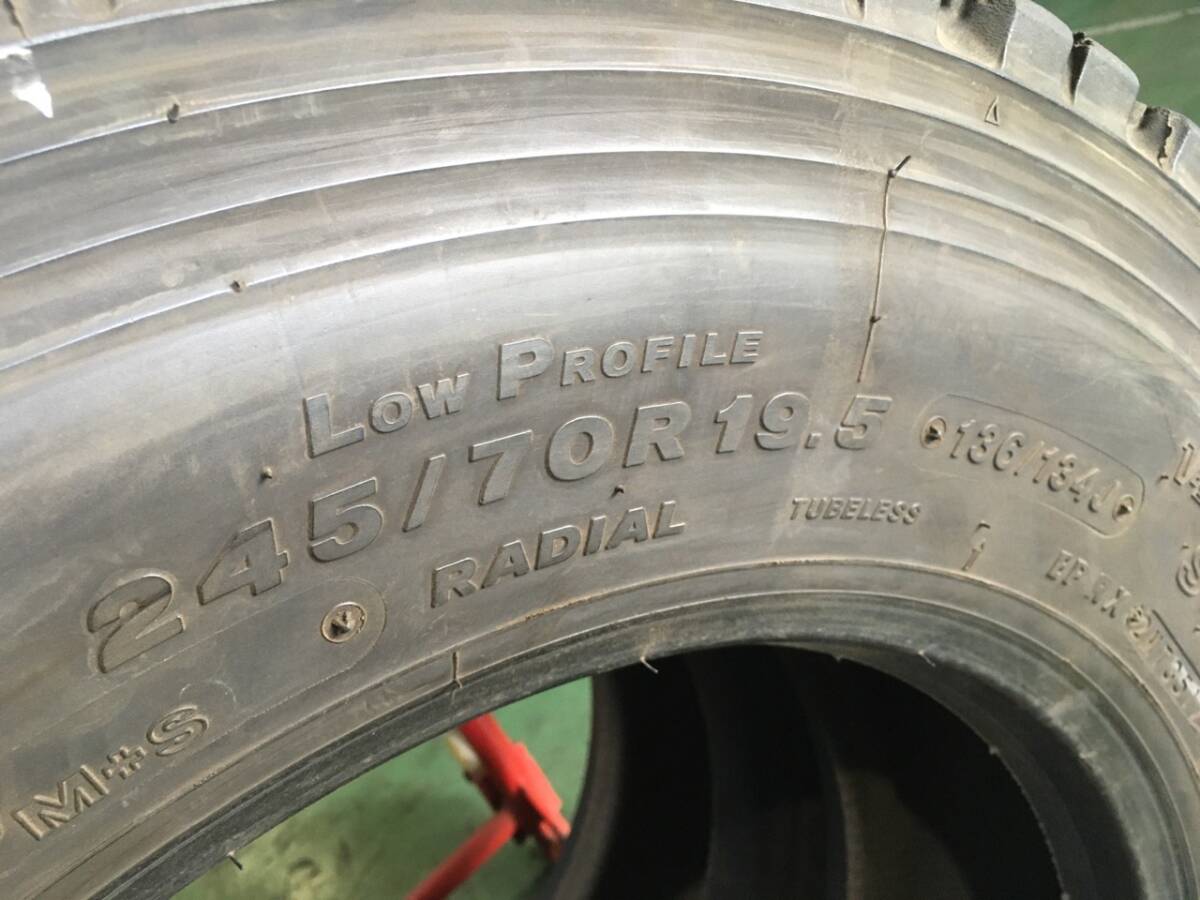 LOW PROFILE
245/70R19.5
136/134J
RADIAL
TUBELESS
M+S